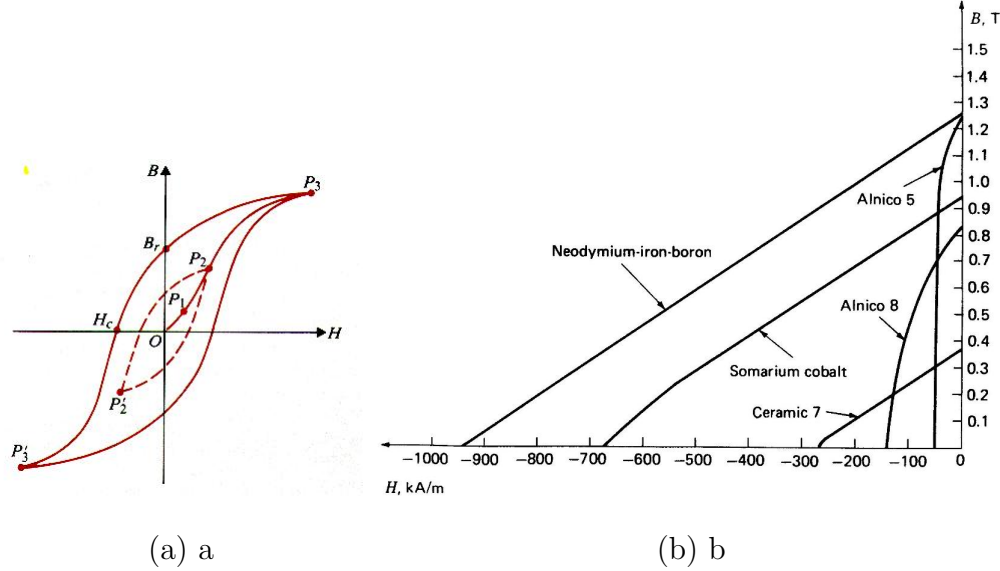 B
P₃
Bᵣ
P₂
P₁
H꜀
O
H
P₂′
P₃′
(a) a
B, T
1.5
1.4
1.3
1.2
1.1
1.0
0.9
0.8
0.7
0.6
0.5
0.4
0.3
0.2
0.1
Alnico 5
Neodymium-iron-boron
Alnico 8
Somarium cobalt
Ceramic 7
−1000 −900 −800 −700 −600 −500 −400 −300 −200 −100 0
H, kA/m
(b) b